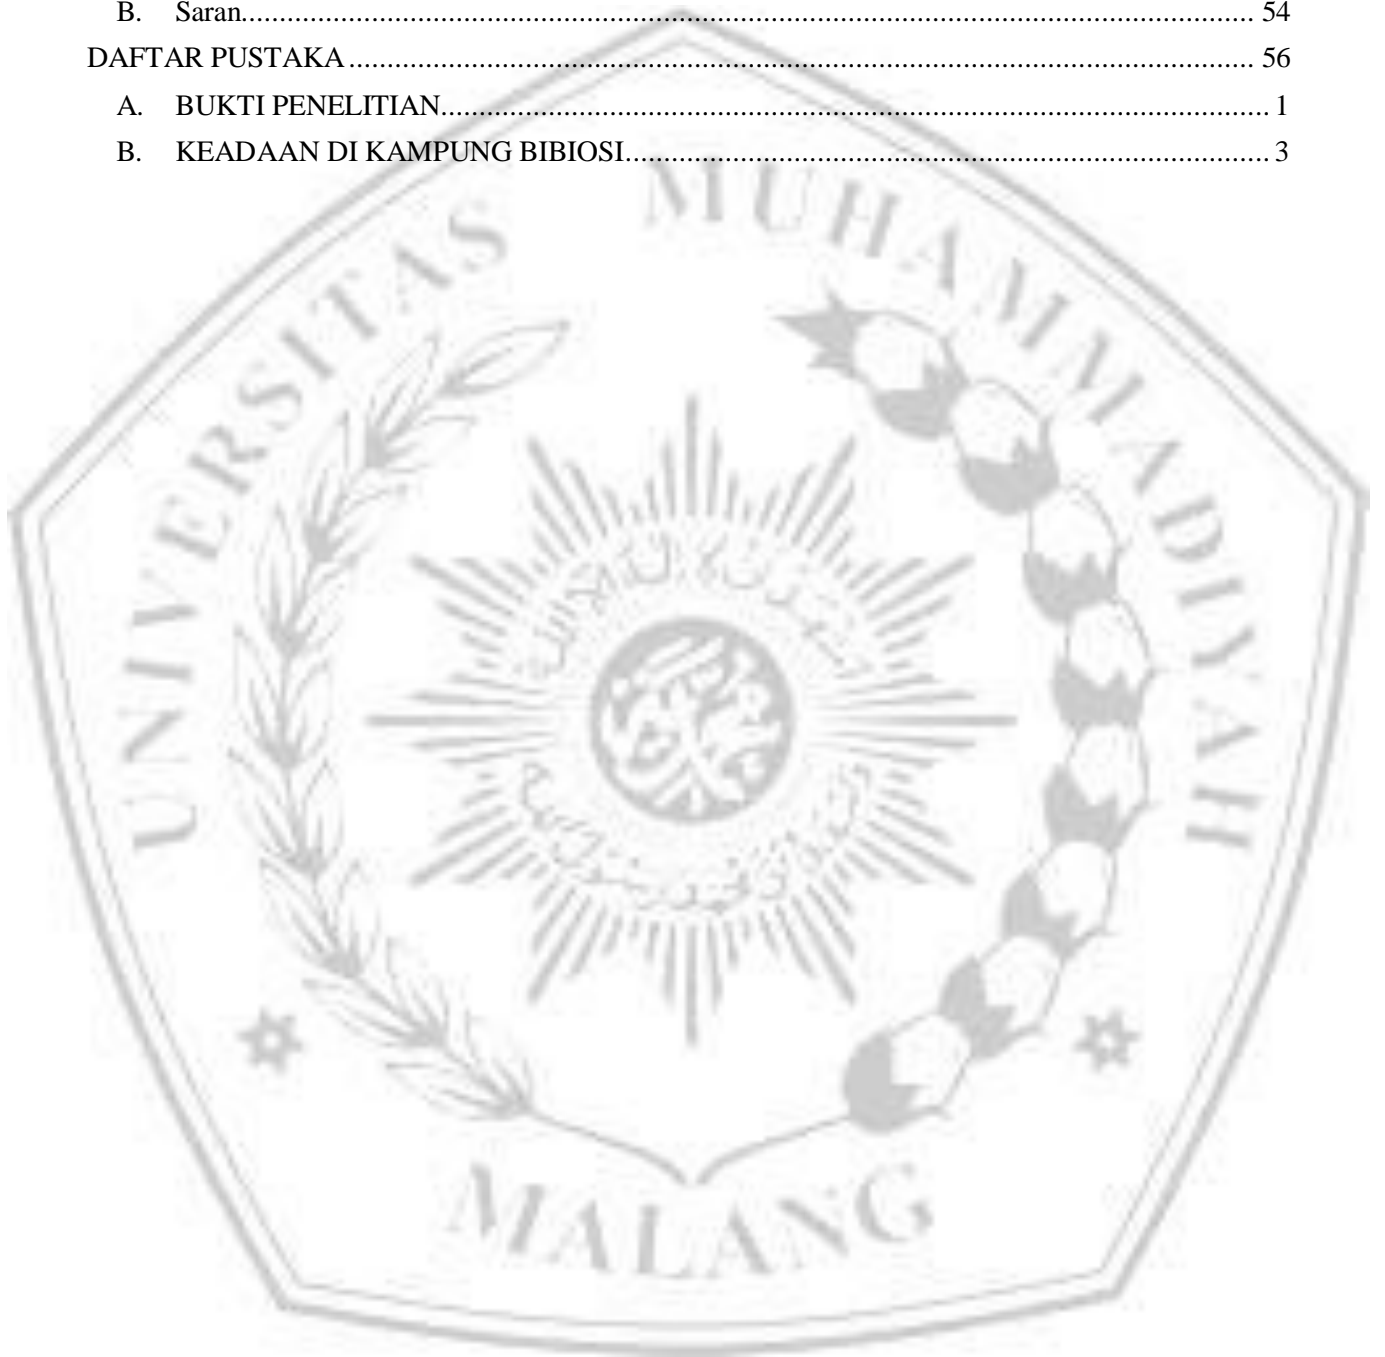 B. Saran.......................................................................................................................................... 54
DAFTAR PUSTAKA ........................................................................................................................ 56
A. BUKTI PENELITIAN.............................................................................................................. 1
B. KEADAAN DI KAMPUNG BIBIOSI..................................................................................... 3
UNIVERSITAS MUHAMMADIYAH
MALANG